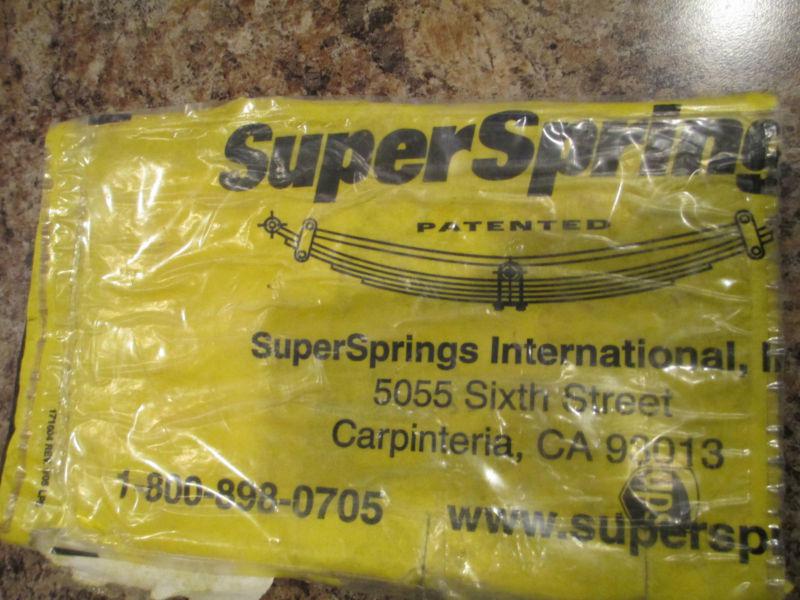 SuperSpring
PATENTED
SuperSprings International, I
5055 Sixth Street
Carpinteria, CA 93013
1-800-898-0705
www.supersp